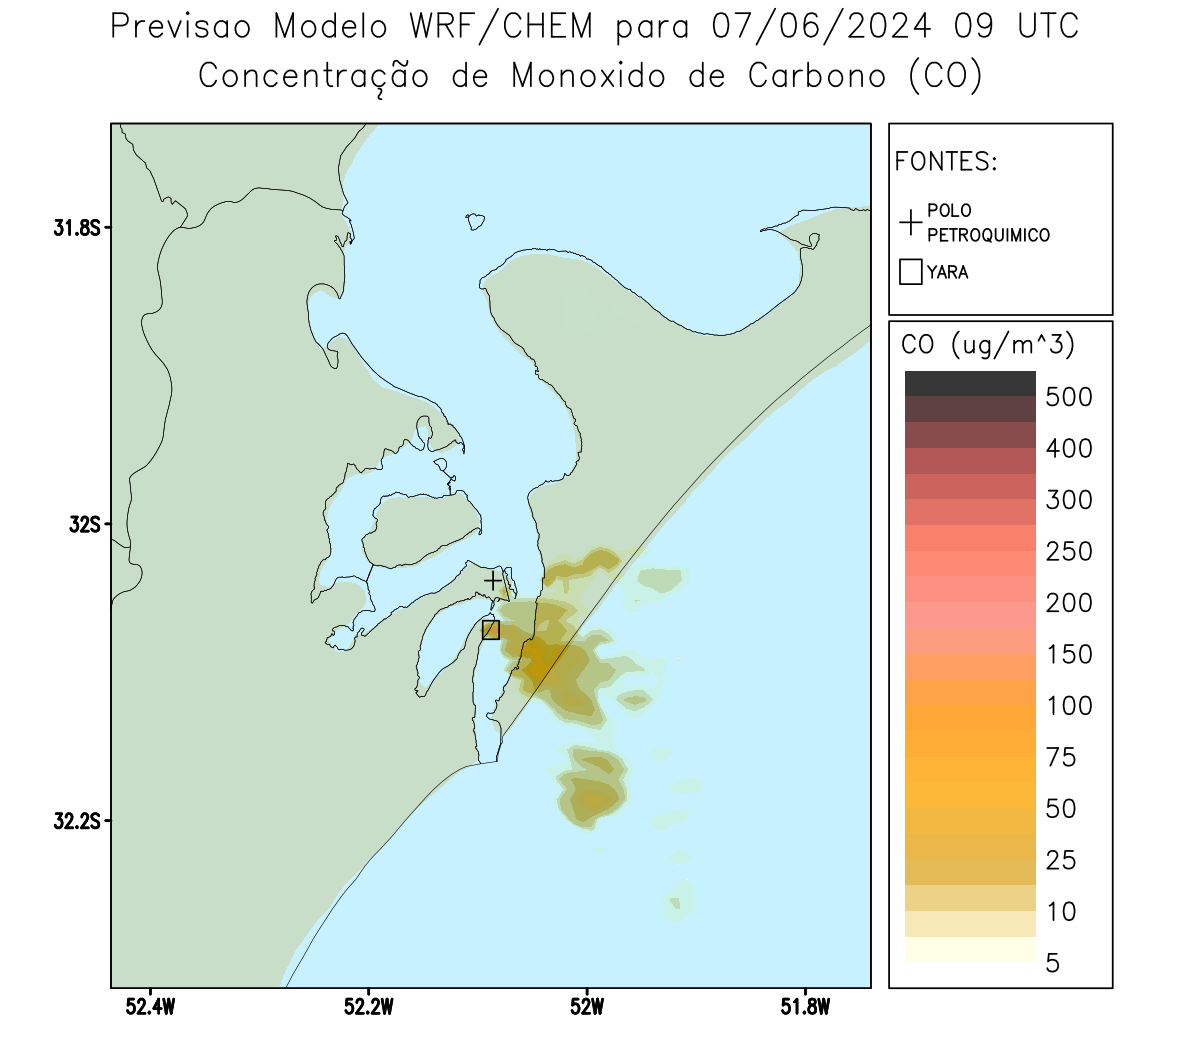 Previsao Modelo WRF/CHEM para 07/06/2024 09 UTC
Concentração de Monoxido de Carbono (CO)
FONTES:
POLO
PETROQUIMICO
YARA
CO (ug/m^3)
500
400
300
250
200
150
100
75
50
25
10
5
31.8S
32S
32.2S
52.4W
52.2W
52W
51.8W